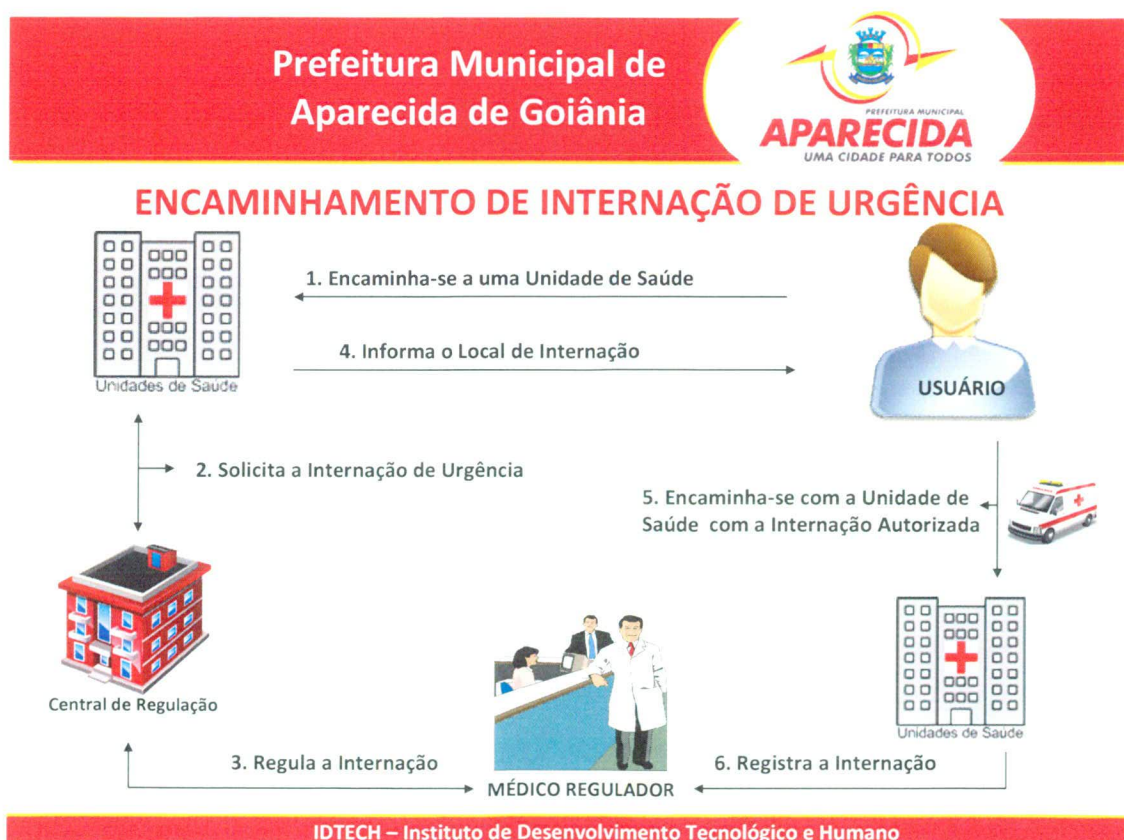 Prefeitura Municipal de
Aparecida de Goiânia
PREFEITURA MUNICIPAL
APARECIDA
UMA CIDADE PARA TODOS
ENCAMINHAMENTO DE INTERNAÇÃO DE URGÊNCIA
1. Encaminha-se a uma Unidade de Saúde
4. Informa o Local de Internação
Unidades de Saúde
USUÁRIO
2. Solicita a Internação de Urgência
5. Encaminha-se com a Unidade de
Saúde com a Internação Autorizada
Central de Regulação
Unidades de Saúde
3. Regula a Internação
6. Registra a Internação
MÉDICO REGULADOR
IDTECH – Instituto de Desenvolvimento Tecnológico e Humano